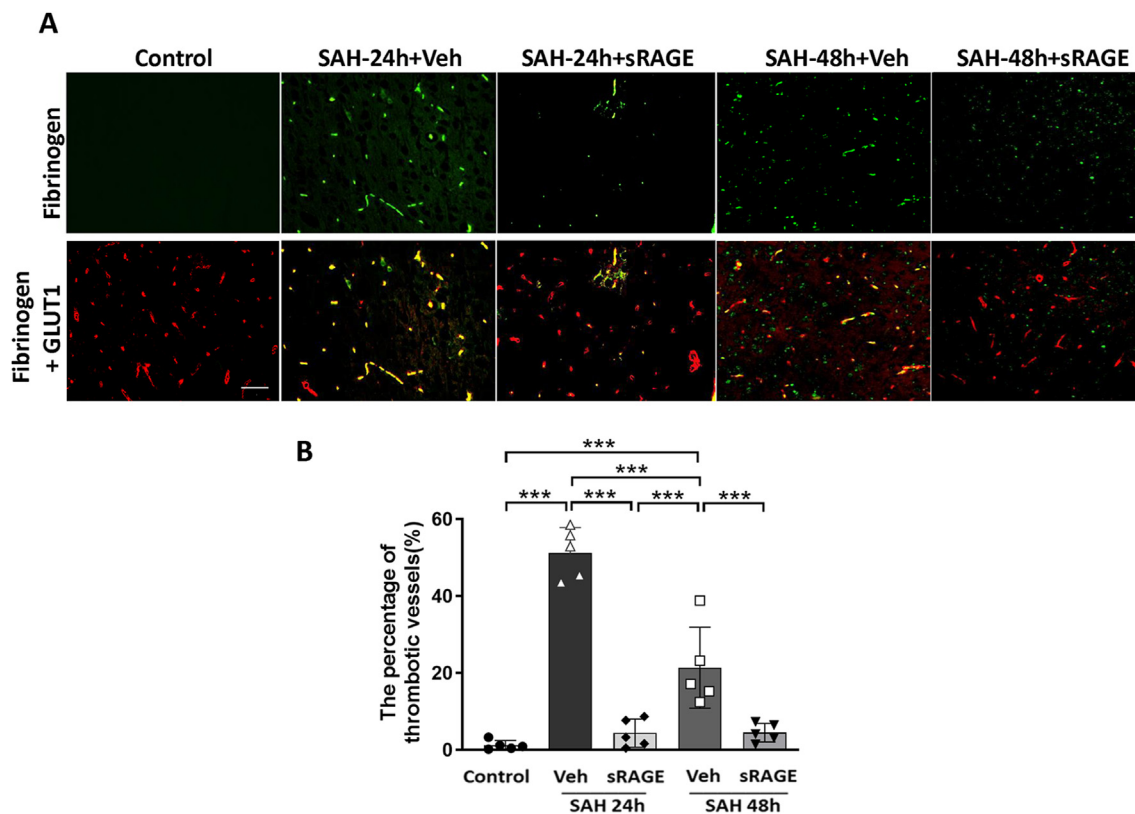 A
Control SAH-24h+Veh SAH-24h+sRAGE SAH-48h+Veh SAH-48h+sRAGE
Fibrinogen
Fibrinogen
+ GLUT1
B
***
***
*** *** *** ***
The percentage of
thrombotic vessels(%)
60
40
20
0
Control Veh sRAGE Veh sRAGE
SAH 24h SAH 48h